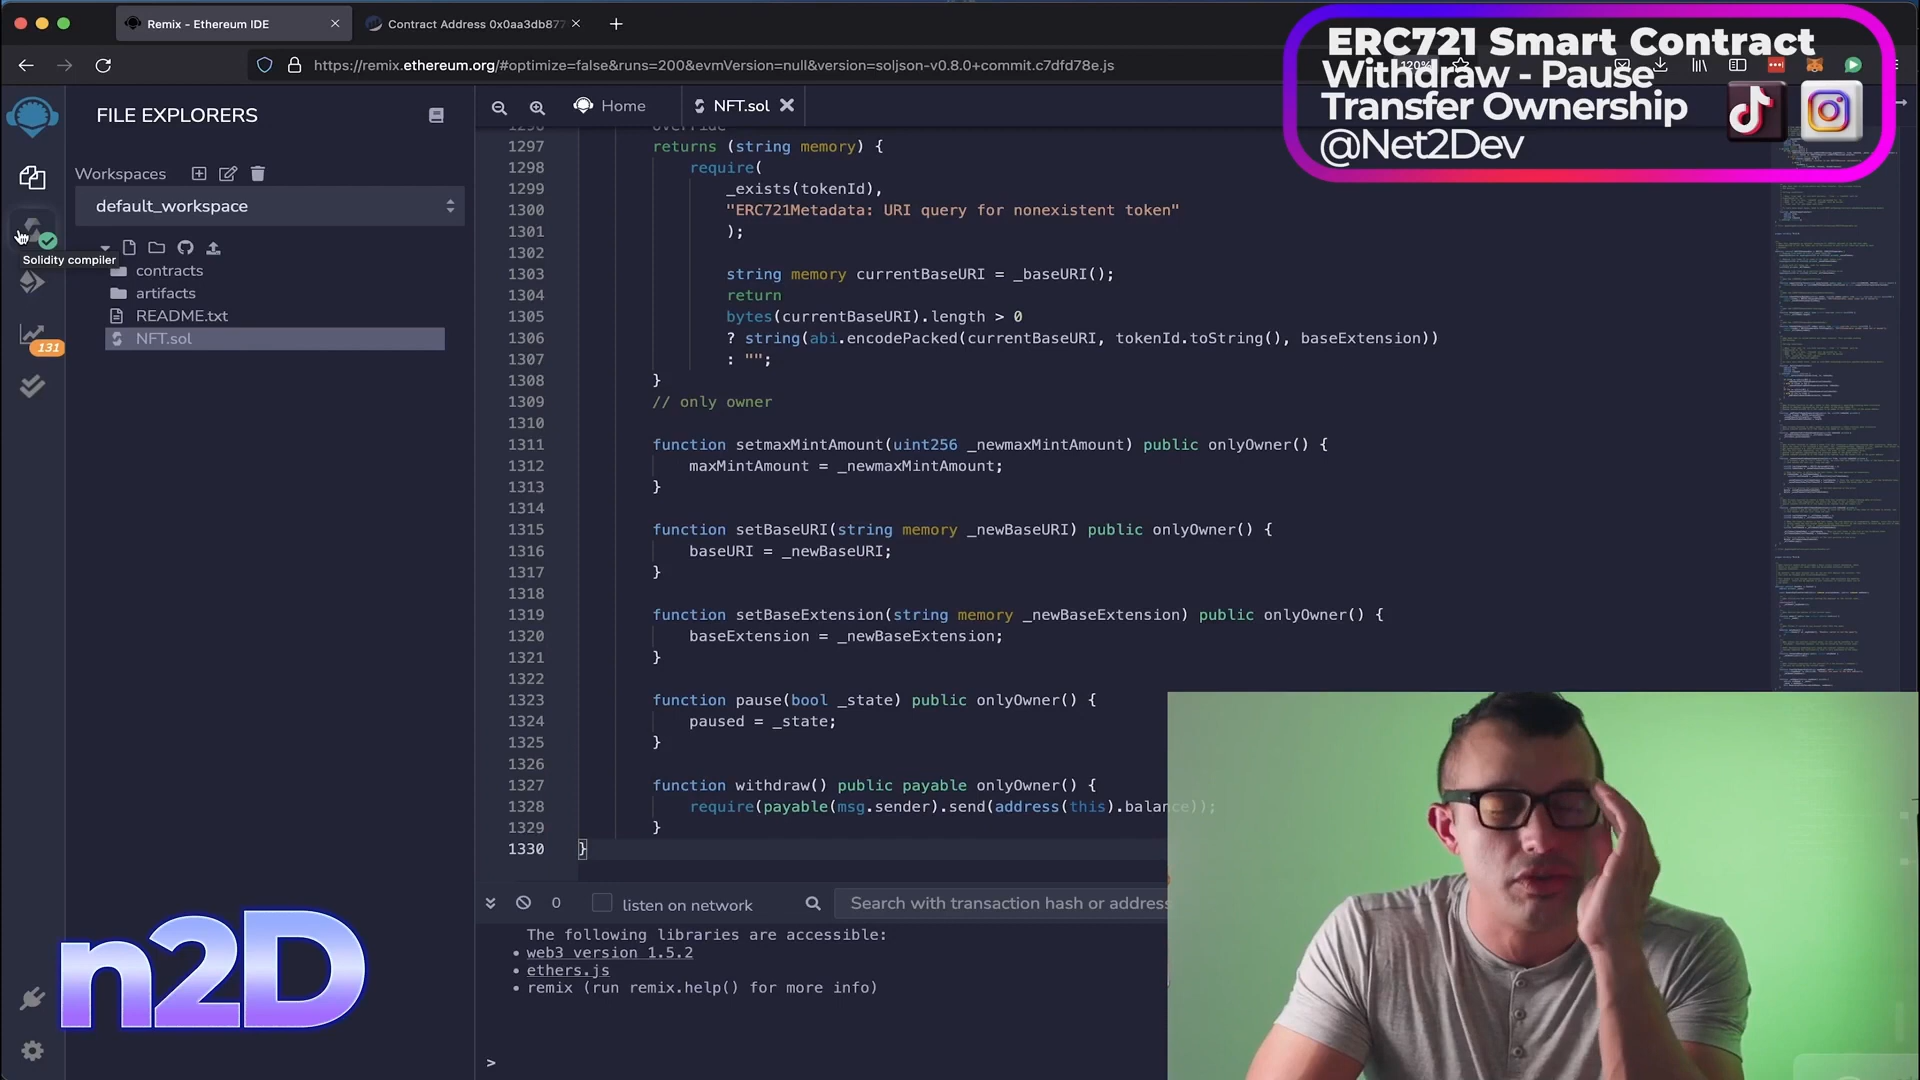 Remix - Ethereum IDE
Contract Address 0x0aa3db877
https://remix.ethereum.org/#optimize=false&runs=200&evmVersion=null&version=soljson-v0.8.0+commit.c7dfd78e.js
120%
ERC721 Smart Contract
Withdraw - Pause
Transfer Ownership
@Net2Dev
FILE EXPLORERS
Home
NFT.sol
Workspaces
default_workspace
Solidity compiler
contracts
artifacts
README.txt
NFT.sol
131
1296 override
1297 returns (string memory) {
1298 require(
1299 _exists(tokenId),
1300 "ERC721Metadata: URI query for nonexistent token"
1301 );
1302
1303 string memory currentBaseURI = _baseURI();
1304 return
1305 bytes(currentBaseURI).length > 0
1306 ? string(abi.encodePacked(currentBaseURI, tokenId.toString(), baseExtension))
1307 : "";
1308 }
1309 // only owner
1310
1311 function setmaxMintAmount(uint256 _newmaxMintAmount) public onlyOwner() {
1312 maxMintAmount = _newmaxMintAmount;
1313 }
1314
1315 function setBaseURI(string memory _newBaseURI) public onlyOwner() {
1316 baseURI = _newBaseURI;
1317 }
1318
1319 function setBaseExtension(string memory _newBaseExtension) public onlyOwner() {
1320 baseExtension = _newBaseExtension;
1321 }
1322
1323 function pause(bool _state) public onlyOwner() {
1324 paused = _state;
1325 }
1326
1327 function withdraw() public payable onlyOwner() {
1328 require(payable(msg.sender).send(address(this).balance));
1329 }
1330 }
0
listen on network
Search with transaction hash or address
The following libraries are accessible:
• web3 version 1.5.2
• ethers.js
• remix (run remix.help() for more info)
>
n2D